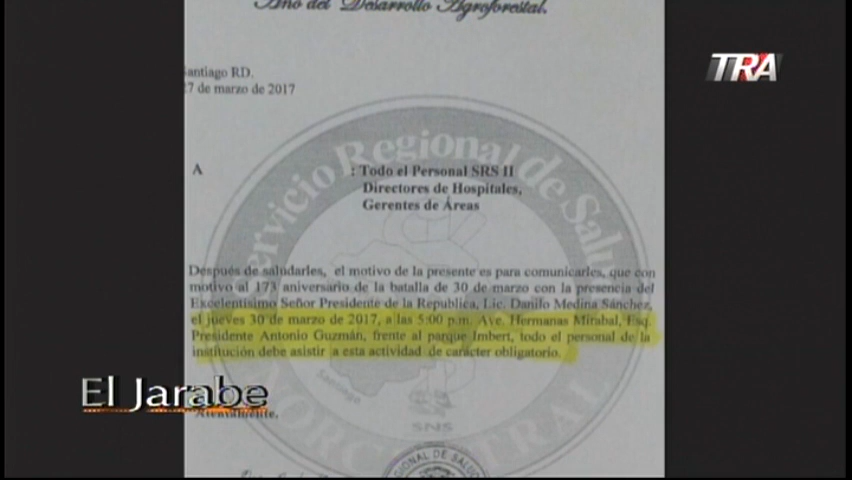 Año del Desarrollo Agroforestal.
TRA
Santiago RD.
27 de marzo de 2017
A : Todo el Personal SRS II
Directores de Hospitales,
Gerentes de Áreas
Servicio Regional de Salud
Después de saludarles, el motivo de la presente es para comunicarles, que con
motivo al 173 aniversario de la batalla de 30 de marzo con la presencia del
Excelentísimo Señor Presidente de la Republica, Lic. Danilo Medina Sánchez,
el jueves 30 de marzo de 2017, a las 5:00 p.m. Ave. Hermanas Mirabal, Esq.
Presidente Antonio Guzmán, frente al parque Imbert, todo el personal de la
institución debe asistir a esta actividad de carácter obligatorio.
Santiago
El Jarabe
Atentamente.
SNS
NORCENTRAL
REGIONAL DE SALUD